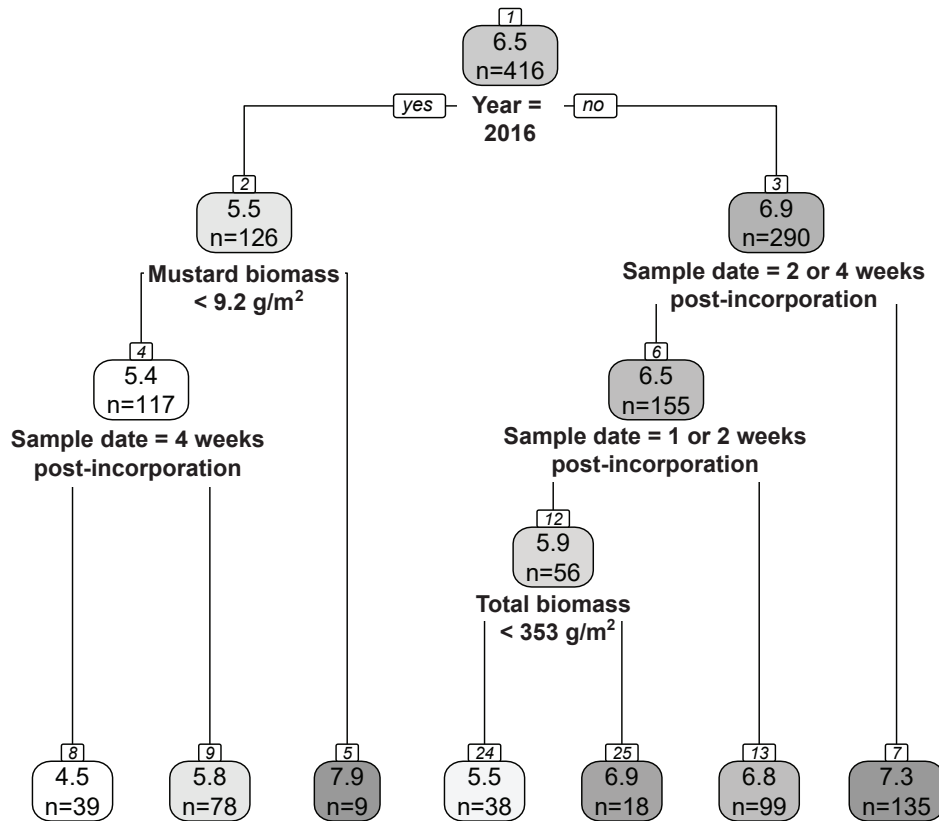 1
6.5
n=416
yes
Year =
2016
no
2
5.5
n=126
3
6.9
n=290
Mustard biomass
< 9.2 g/m²
Sample date = 2 or 4 weeks
post-incorporation
4
5.4
n=117
6
6.5
n=155
Sample date = 4 weeks
post-incorporation
Sample date = 1 or 2 weeks
post-incorporation
12
5.9
n=56
Total biomass
< 353 g/m²
8
4.5
n=39
9
5.8
n=78
5
7.9
n=9
24
5.5
n=38
25
6.9
n=18
13
6.8
n=99
7
7.3
n=135